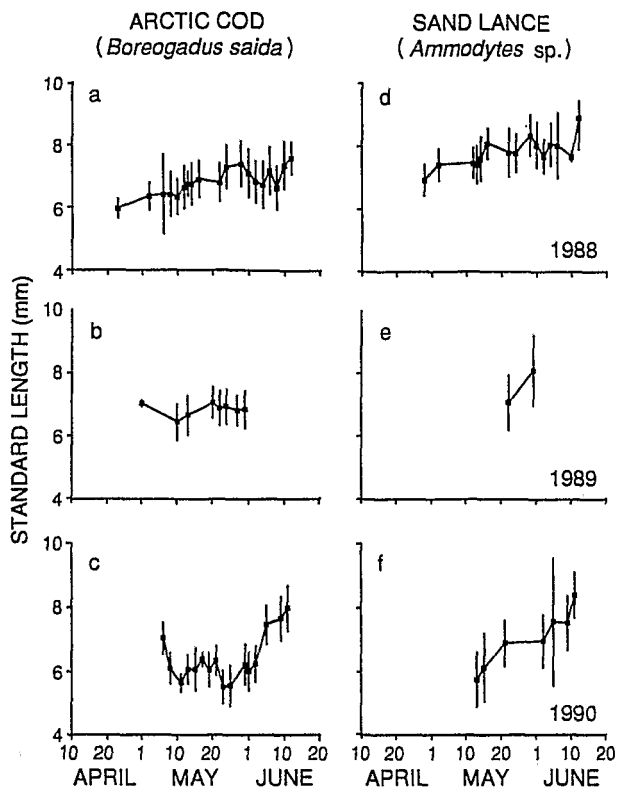 ARCTIC COD
(Boreogadus saida)
SAND LANCE
(Ammodytes sp.)
STANDARD LENGTH (mm)
a
10
8
6
4
d
1988
b
10
8
6
4
e
1989
c
10
8
6
4
f
1990
10 20 1 10 20 1 10 20
APRIL MAY JUNE
10 20 1 10 20 1 10 20
APRIL MAY JUNE